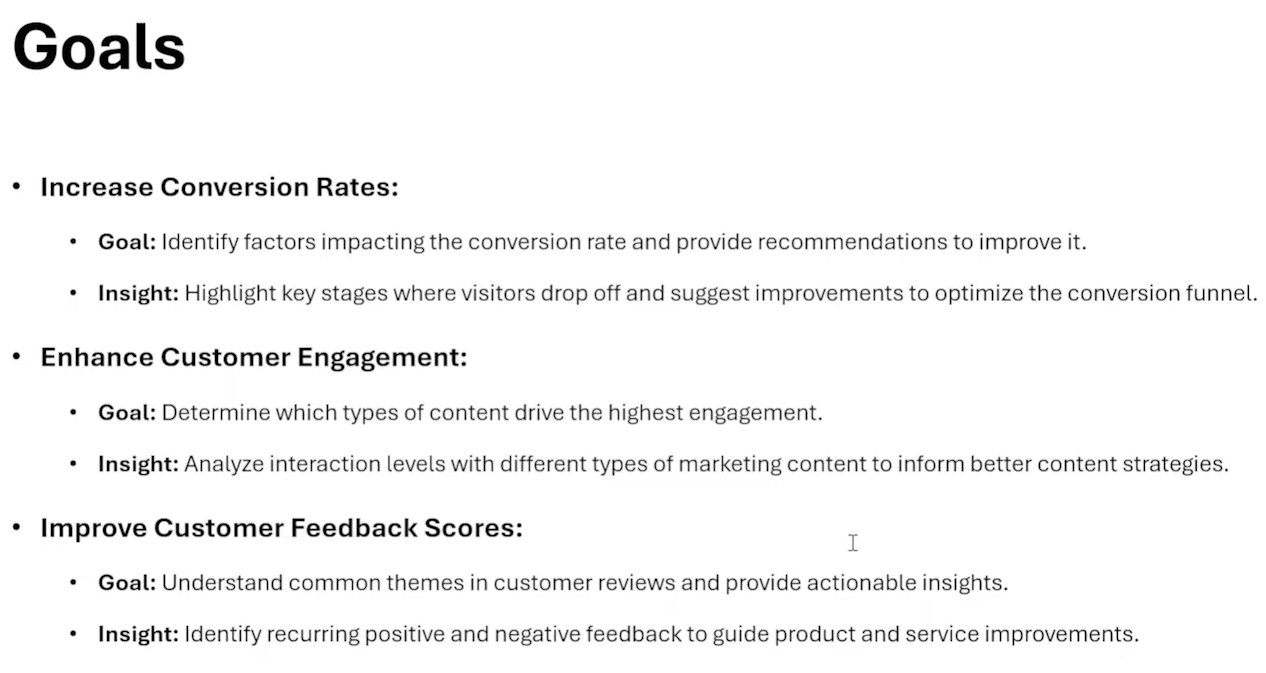 Goals
• Increase Conversion Rates:
• Goal: Identify factors impacting the conversion rate and provide recommendations to improve it.
• Insight: Highlight key stages where visitors drop off and suggest improvements to optimize the conversion funnel.
• Enhance Customer Engagement:
• Goal: Determine which types of content drive the highest engagement.
• Insight: Analyze interaction levels with different types of marketing content to inform better content strategies.
• Improve Customer Feedback Scores:
• Goal: Understand common themes in customer reviews and provide actionable insights.
• Insight: Identify recurring positive and negative feedback to guide product and service improvements.